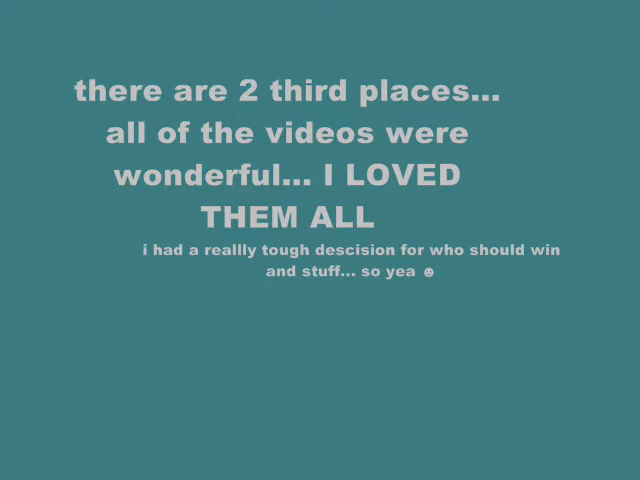 there are 2 third places...
all of the videos were
wonderful... I LOVED
THEM ALL
i had a reallly tough descision for who should win
and stuff... so yea ☻